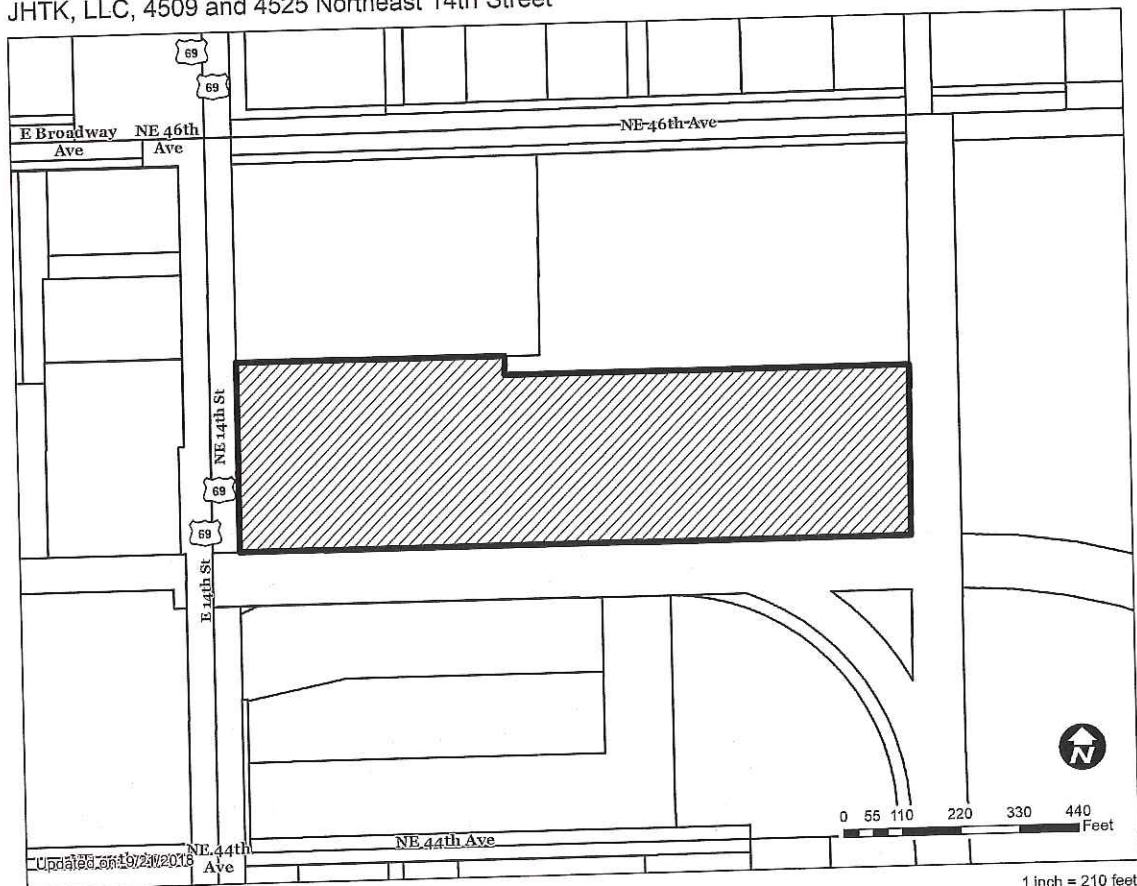 JHTK, LLC, 4509 and 4525 Northeast 14th Street
69
69
E Broadway
Ave
NE 46th
Ave
NE 46th Ave
NE 14th St
69
69
E 14th St
0 55 110 220 330 440
Feet
NE 44th
Ave
NE 44th Ave
N
1 inch = 210 feet